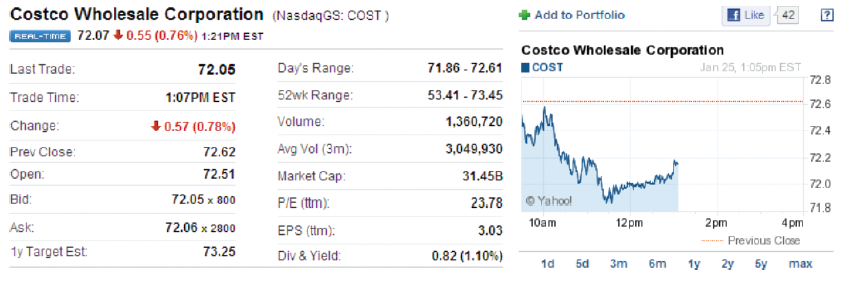 Costco Wholesale Corporation (NasdaqGS: COST )
REAL-TIME 72.07 0.55 (0.76%) 1:21PM EST
Last Trade: 72.05
Trade Time: 1:07PM EST
Change: 0.57 (0.78%)
Prev Close: 72.62
Open: 72.51
Bid: 72.05 x 800
Ask: 72.06 x 2800
1y Target Est: 73.25
Day's Range: 71.86 - 72.61
52wk Range: 53.41 - 73.45
Volume: 1,360,720
Avg Vol (3m): 3,049,930
Market Cap: 31.45B
P/E (ttm): 23.78
EPS (ttm): 3.03
Div & Yield: 0.82 (1.10%)
Add to Portfolio
Like 42
?
Costco Wholesale Corporation
COST Jan 25, 1:05pm EST
72.8
72.6
72.4
72.2
72.0
71.8
© Yahoo!
10am 12pm 2pm 4pm
Previous Close
1d 5d 3m 6m 1y 2y 5y max